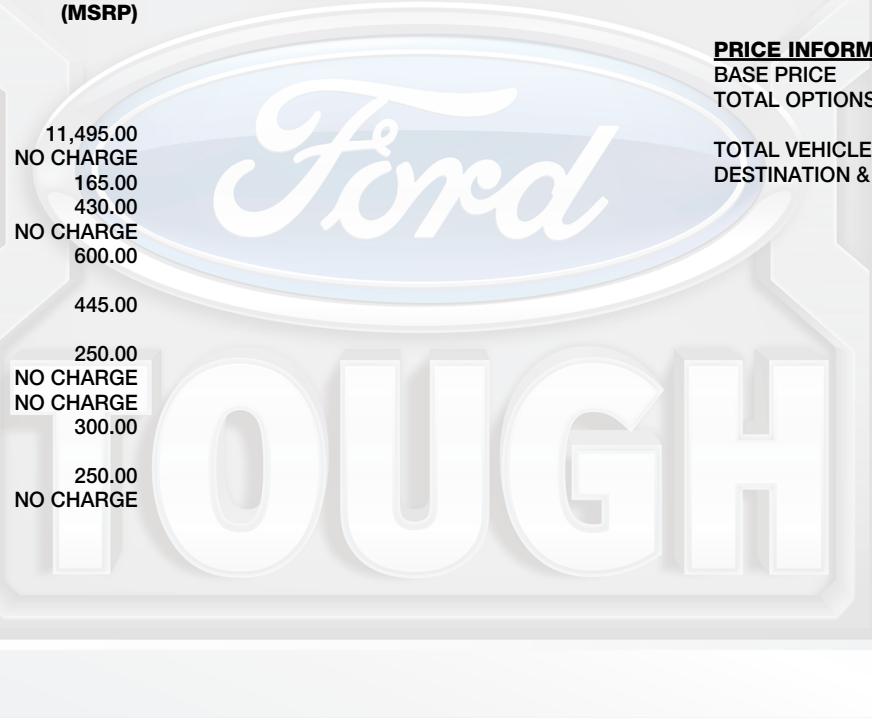 (MSRP)
11,495.00
NO CHARGE
165.00
430.00
NO CHARGE
600.00
445.00
250.00
NO CHARGE
NO CHARGE
300.00
250.00
NO CHARGE
PRICE INFORM
BASE PRICE
TOTAL OPTIONS
TOTAL VEHICLE
DESTINATION &
Ford
TOUGH